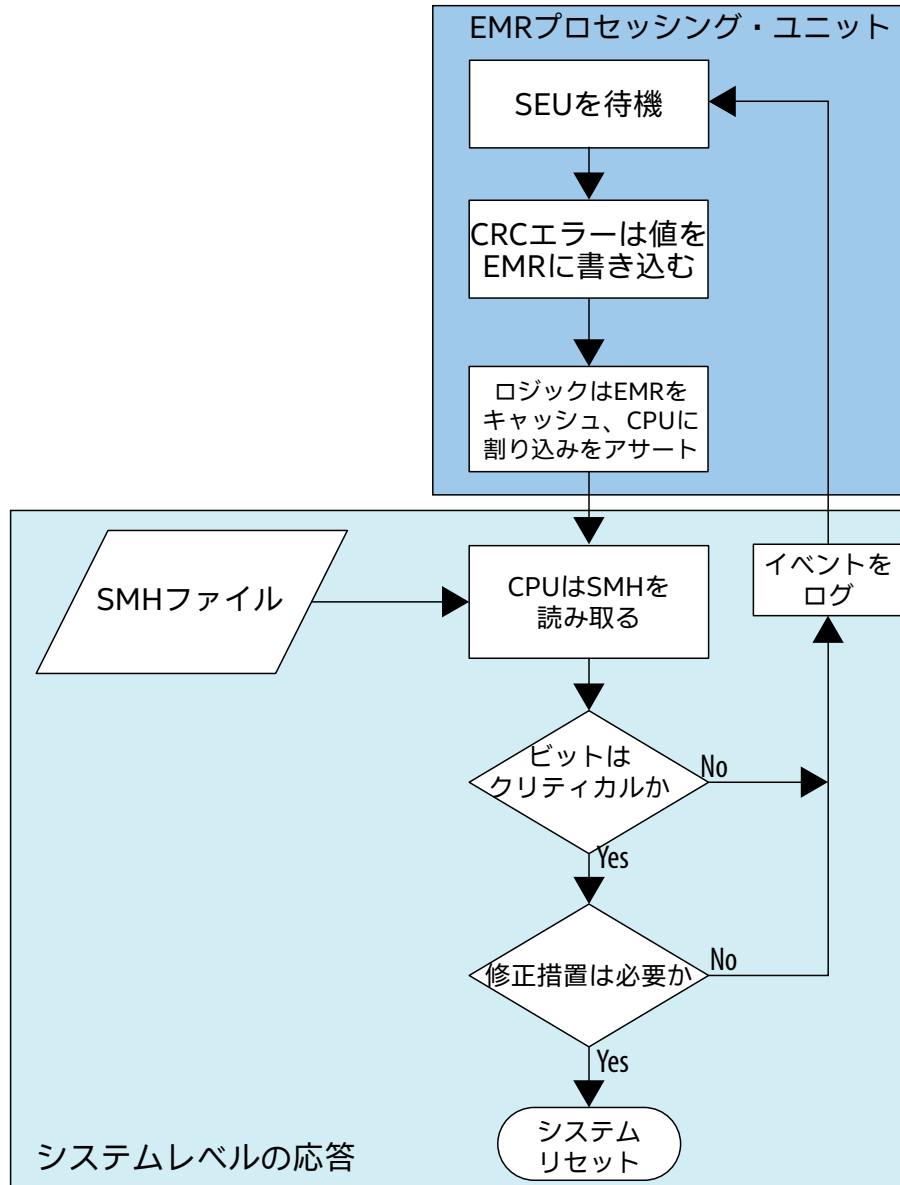 EMRプロセッシング・ユニット
SEUを待機
CRCエラーは値を
EMRに書き込む
ロジックはEMRを
キャッシュ、CPUに
割り込みをアサート
SMHファイル
CPUはSMHを
読み取る
イベントを
ログ
ビットは
クリティカルか
No
Yes
修正措置は必要か
No
Yes
システム
リセット
システムレベルの応答